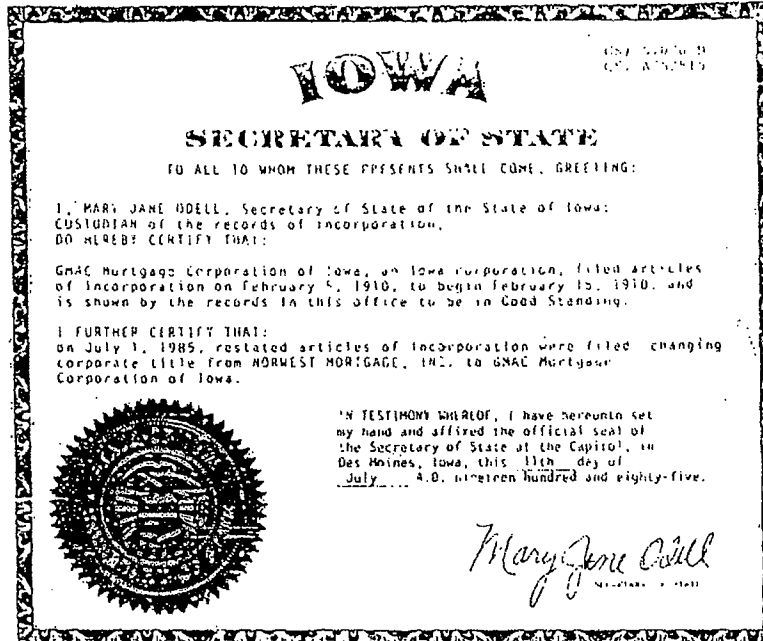 IOWA
SECRETARY OF STATE
TO ALL TO WHOM THESE PRESENTS SHALL COME, GREETING:
I, MARY JANE ODELL, Secretary of State of the State of Iowa;
CUSTODIAN of the records of incorporation,
DO HEREBY CERTIFY THAT:
GMAC Mortgage Corporation of Iowa, an Iowa corporation, filed articles
of incorporation on February 5, 1910, to begin February 15, 1910, and
is shown by the records in this office to be in Good Standing.
I FURTHER CERTIFY THAT:
on July 1, 1985, restated articles of incorporation were filed changing
corporate title from NORWEST MORTGAGE, INC. to GMAC Mortgage
Corporation of Iowa.
IN TESTIMONY WHEREOF, I have hereunto set
my hand and affixed the official seal of
the Secretary of State at the Capitol, in
Des Moines, Iowa, this 11th day of
July A.D. nineteen hundred and eighty-five.
Mary Jane Odell
SECRETARY OF STATE